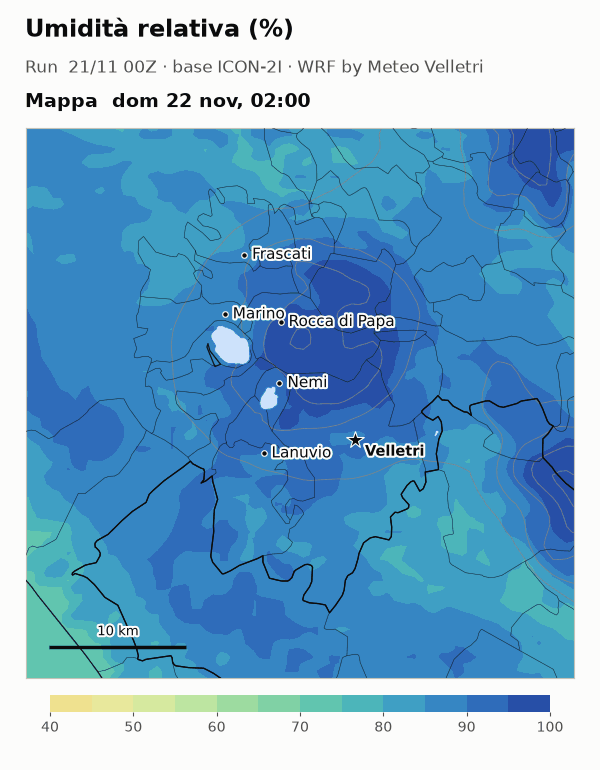 Umidità relativa (%)
Run  21/11 00Z · base ICON-2I · WRF by Meteo Velletri
Mappa  dom 22 nov, 02:00
Frascati
Marino
Rocca di Papa
Nemi
Velletri
Lanuvio
10 km
40 50 60 70 80 90 100